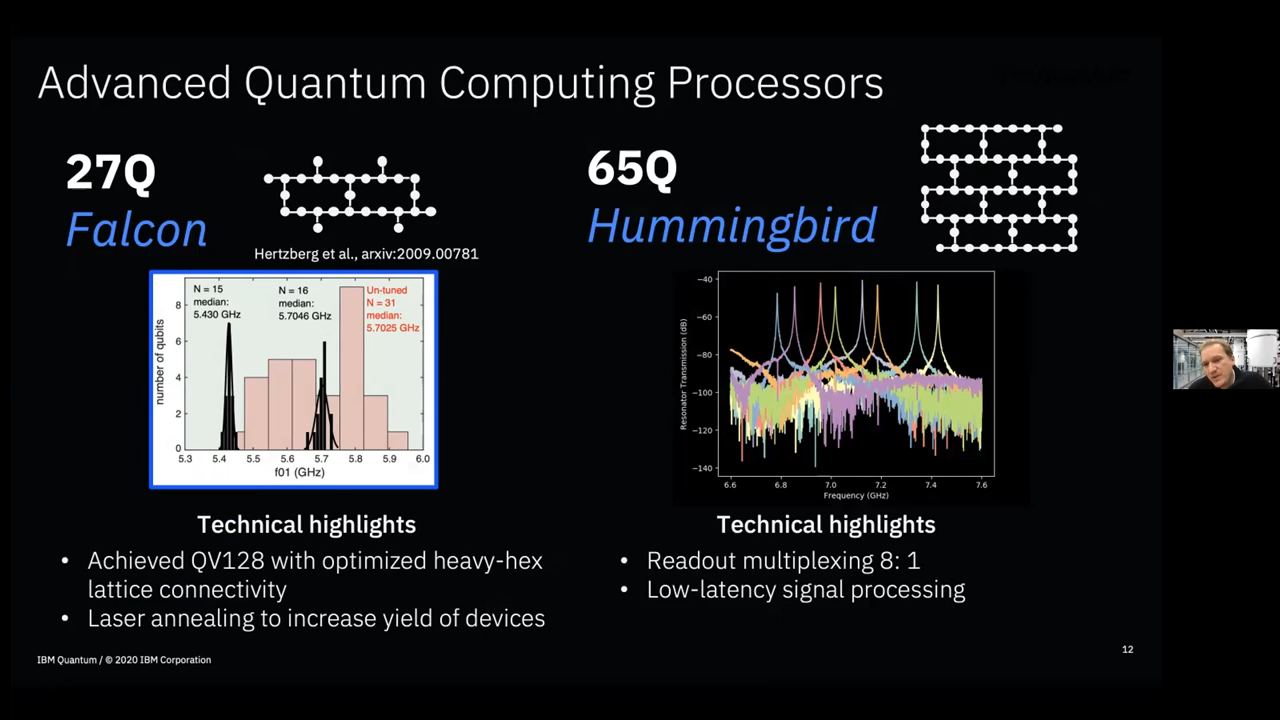 Advanced Quantum Computing Processors
27Q
Falcon
Hertzberg et al., arxiv:2009.00781
N = 15
median:
5.430 GHz
N = 16
median:
5.7046 GHz
Un-tuned
N = 31
median:
5.7025 GHz
number of qubits
8
6
4
2
0
5.3 5.4 5.5 5.6 5.7 5.8 5.9 6.0
f01 (GHz)
Technical highlights
• Achieved QV128 with optimized heavy-hex
lattice connectivity
• Laser annealing to increase yield of devices
65Q
Hummingbird
Resonator Transmission (dB)
−40
−60
−80
−100
−120
−140
6.6 6.8 7.0 7.2 7.4 7.6
Frequency (GHz)
Technical highlights
• Readout multiplexing 8: 1
• Low-latency signal processing
IBM Quantum / © 2020 IBM Corporation
12